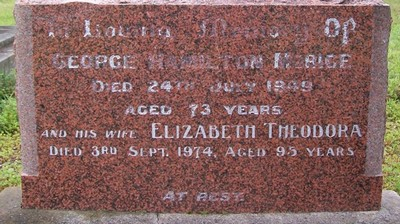 In Loving Memory Of
GEORGE HAMILTON
DIED 24TH JULY 1949
AGED 73 YEARS
AND HIS WIFE ELIZABETH THEODORA
DIED 3RD SEPT. 1974, AGED 95 YEARS
AT REST